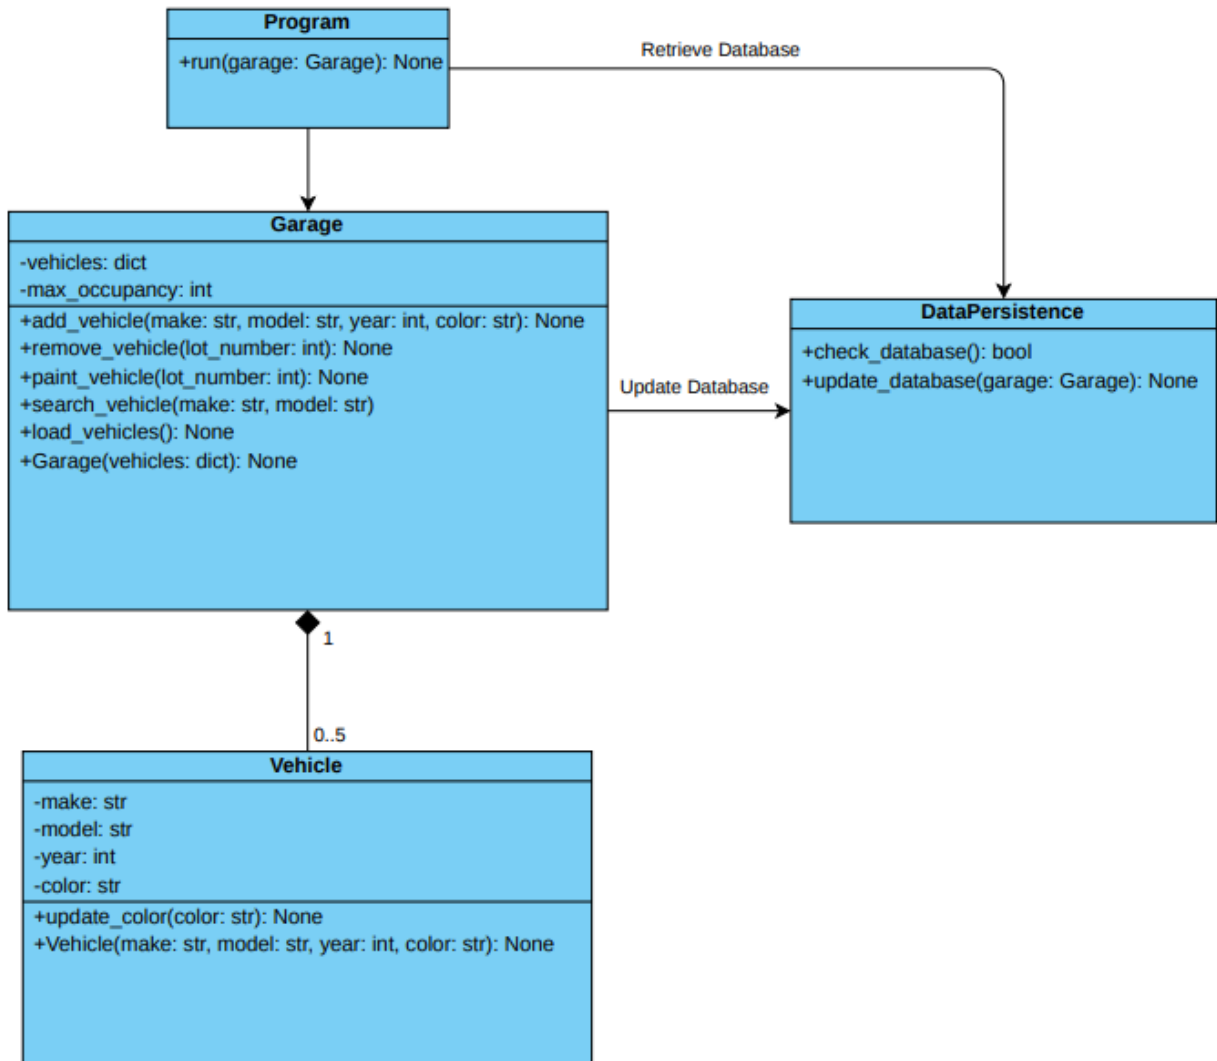 Program
+run(garage: Garage): None
Retrieve Database
Garage
-vehicles: dict
-max_occupancy: int
+add_vehicle(make: str, model: str, year: int, color: str): None
+remove_vehicle(lot_number: int): None
+paint_vehicle(lot_number: int): None
+search_vehicle(make: str, model: str)
+load_vehicles(): None
+Garage(vehicles: dict): None
Update Database
DataPersistence
+check_database(): bool
+update_database(garage: Garage): None
1
0..5
Vehicle
-make: str
-model: str
-year: int
-color: str
+update_color(color: str): None
+Vehicle(make: str, model: str, year: int, color: str): None